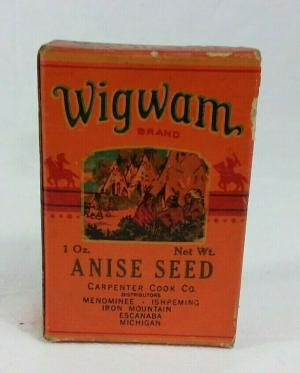 Wigwam
BRAND
1 Oz. Net Wt.
ANISE SEED
CARPENTER COOK CO.
DISTRIBUTORS
MENOMINEE - ISHPEMING
IRON MOUNTAIN
ESCANABA
MICHIGAN